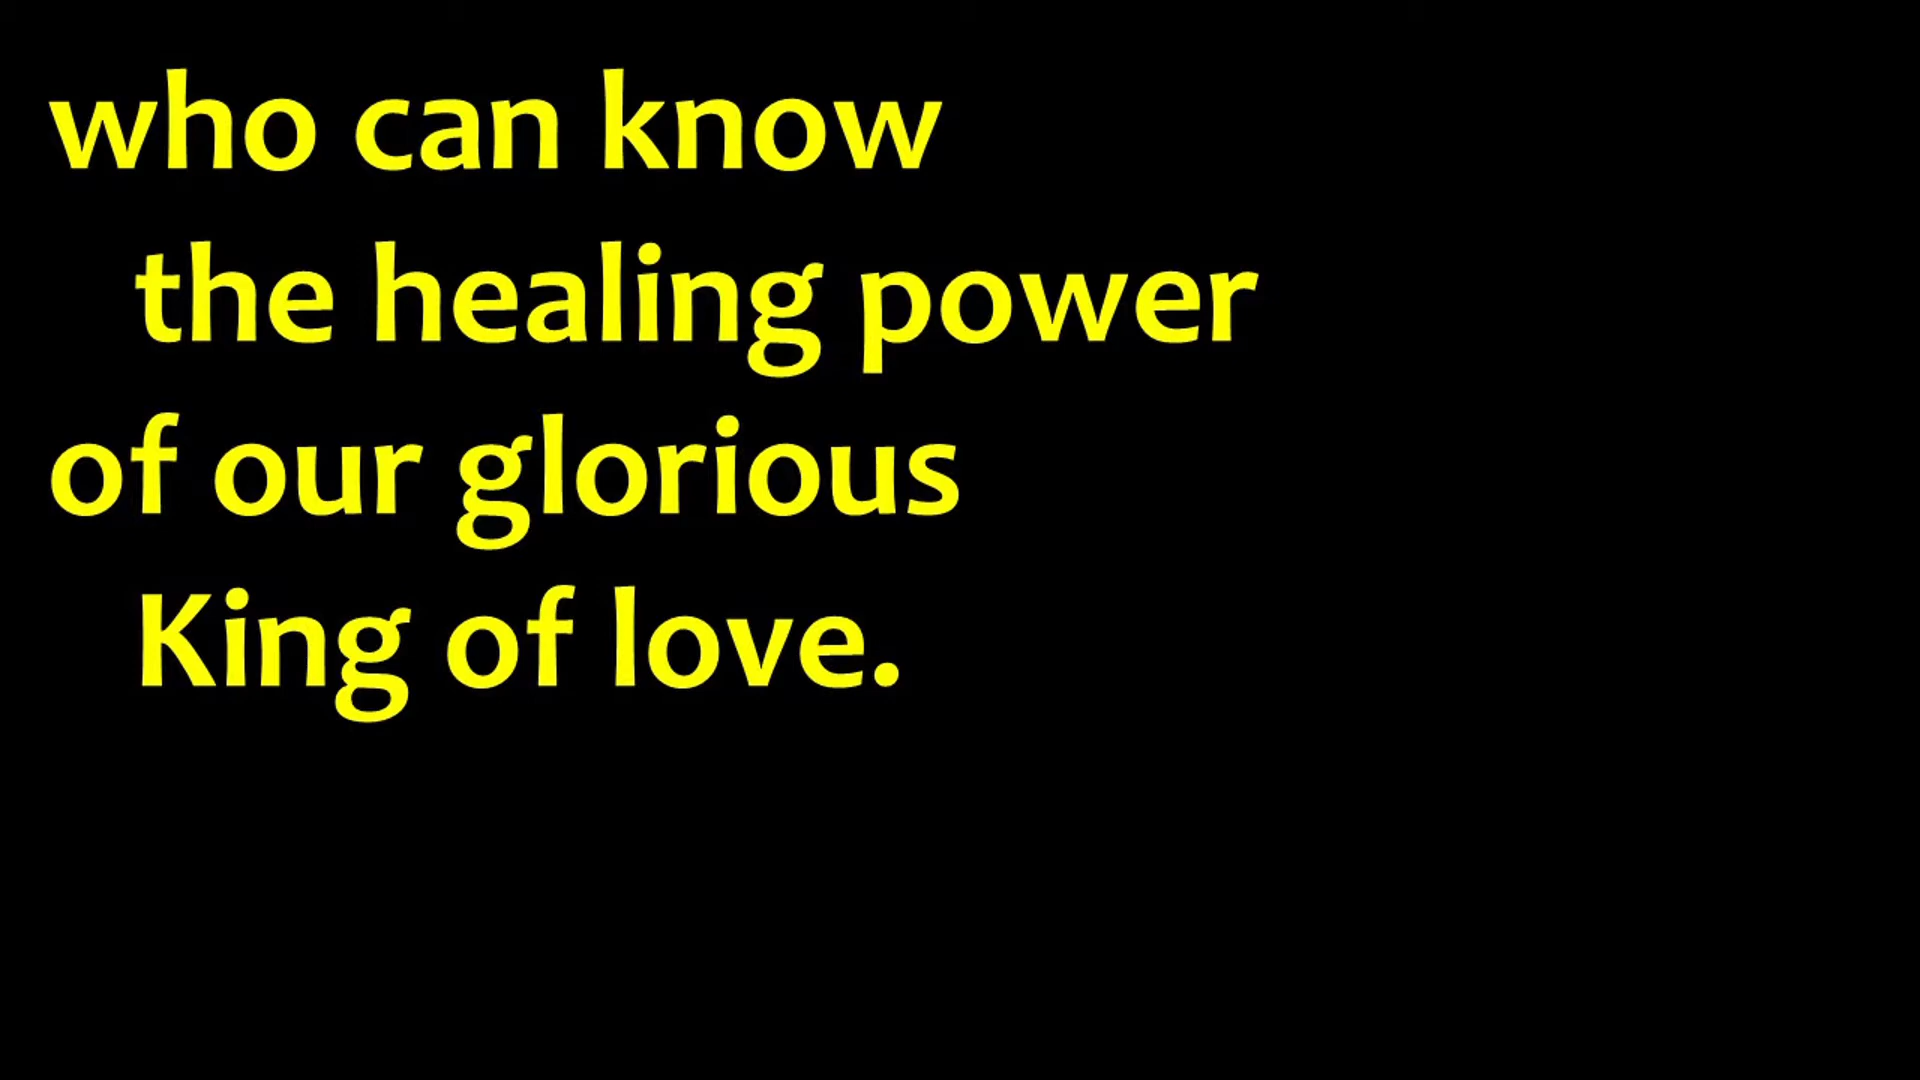 who can know
the healing power
of our glorious
King of love.